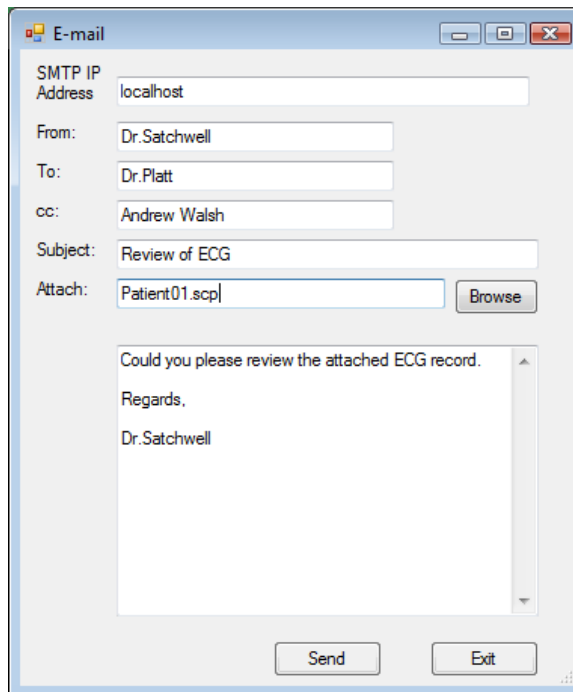 E-mail
SMTP IP
Address
localhost
From: Dr.Satchwell
To: Dr.Platt
cc: Andrew Walsh
Subject: Review of ECG
Attach: Patient01.scp Browse
Could you please review the attached ECG record.
Regards,
Dr.Satchwell
Send Exit